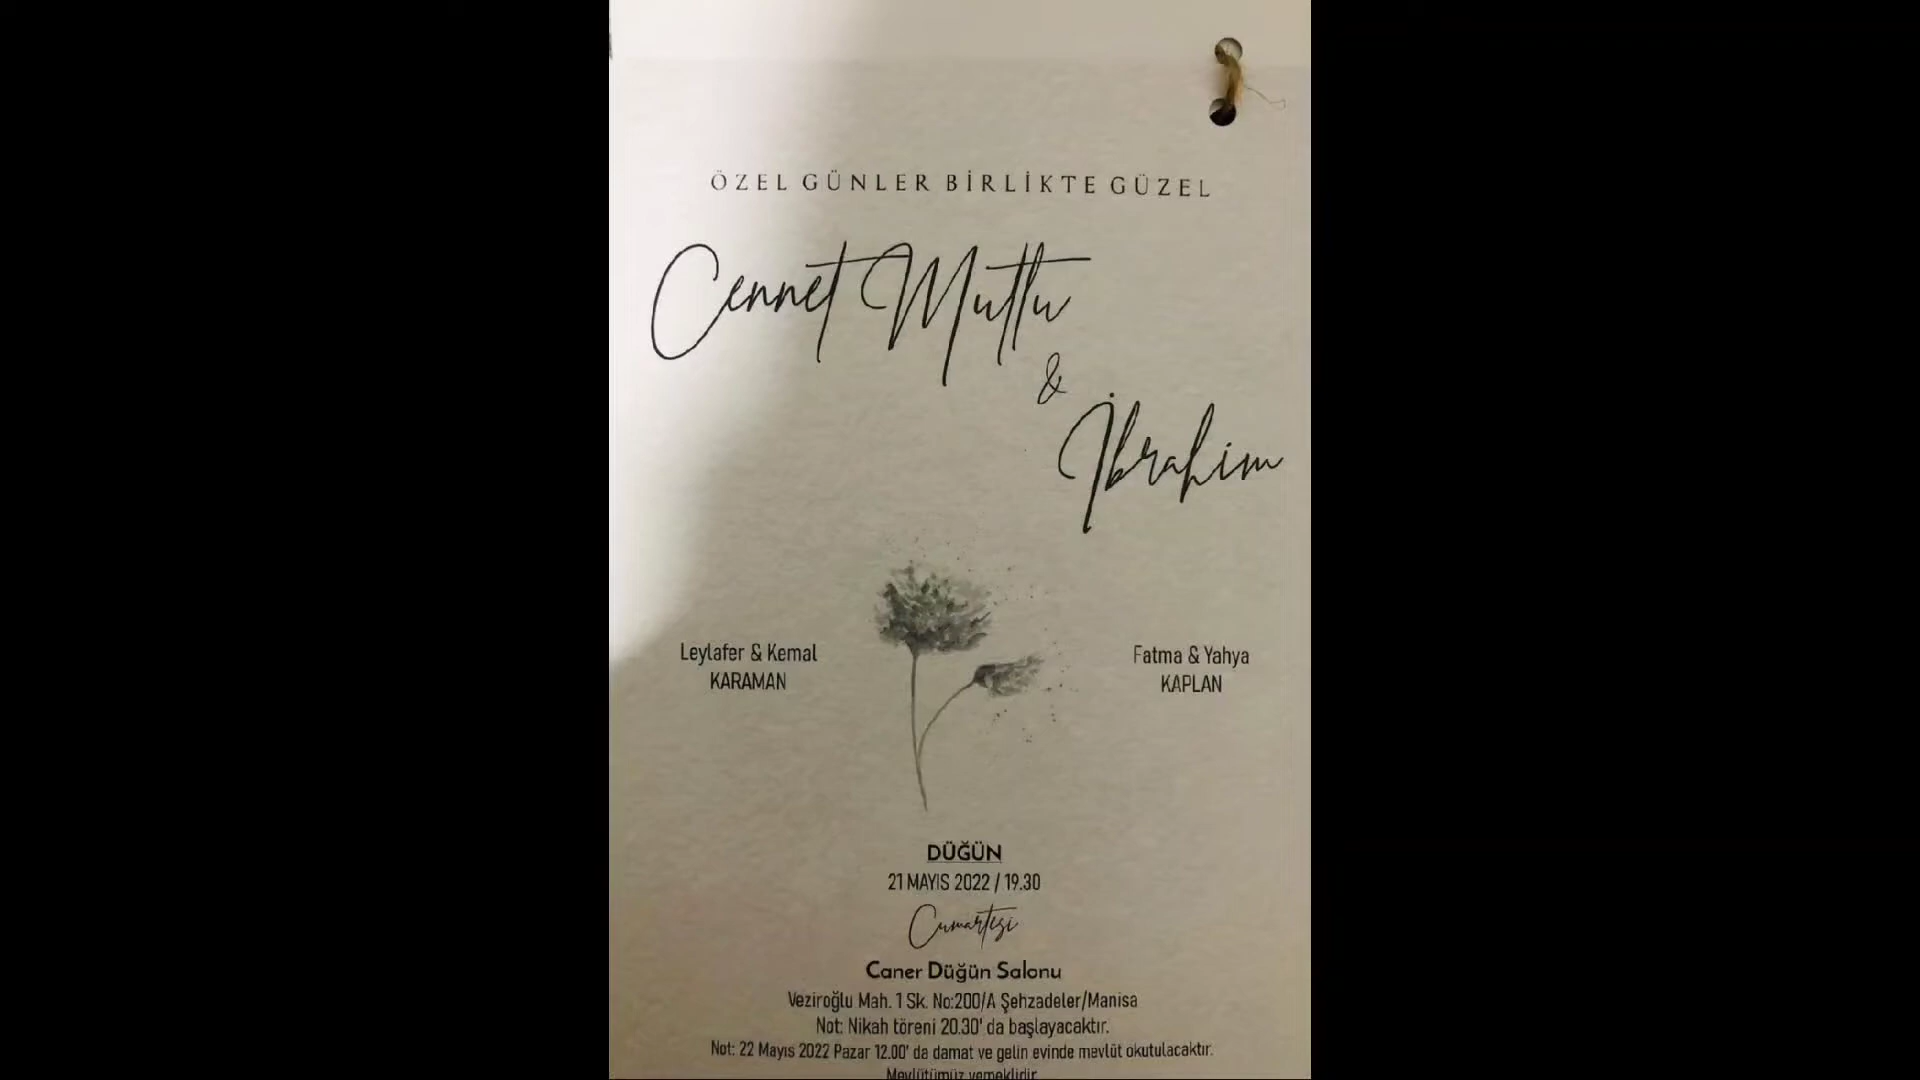 ÖZEL GÜNLER BİRLİKTE GÜZEL
Cennet Mutlu
&
İbrahim
Leylafer & Kemal
KARAMAN
Fatma & Yahya
KAPLAN
DÜĞÜN
21 MAYIS 2022 / 19.30
Cumartesi
Caner Düğün Salonu
Veziroğlu Mah. 1 Sk. No:200/A Şehzadeler/Manisa
Not: Nikah töreni 20.30' da başlayacaktır.
Not: 22 Mayıs 2022 Pazar 12.00' da damat ve gelin evinde mevlüt okutulacaktır.
Mevlütümüz yemeklidir